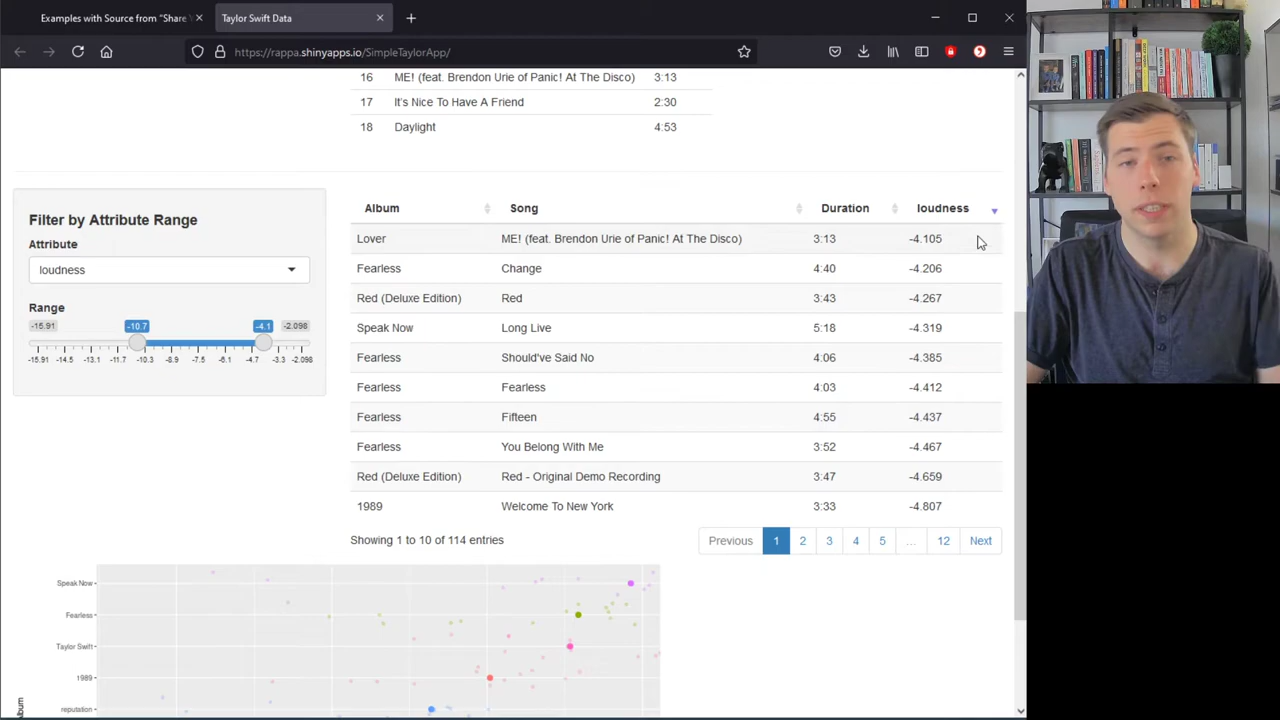 Examples with Source from "Share Y
Taylor Swift Data
https://rappa.shinyapps.io/SimpleTaylorApp/
16 ME! (feat. Brendon Urie of Panic! At The Disco) 3:13
17 It's Nice To Have A Friend 2:30
18 Daylight 4:53
Filter by Attribute Range
Attribute
loudness
Range
-15.91 -10.7 -4.1 -2.098
-15.91 -14.5 -13.1 -11.7 -10.3 -8.9 -7.5 -6.1 -4.7 -3.3 -2.098
Album Song Duration loudness
Lover ME! (feat. Brendon Urie of Panic! At The Disco) 3:13 -4.105
Fearless Change 4:40 -4.206
Red (Deluxe Edition) Red 3:43 -4.267
Speak Now Long Live 5:18 -4.319
Fearless Should've Said No 4:06 -4.385
Fearless Fearless 4:03 -4.412
Fearless Fifteen 4:55 -4.437
Fearless You Belong With Me 3:52 -4.467
Red (Deluxe Edition) Red - Original Demo Recording 3:47 -4.659
1989 Welcome To New York 3:33 -4.807
Showing 1 to 10 of 114 entries
Previous 1 2 3 4 5 … 12 Next
Speak Now
Fearless
Taylor Swift
1989
reputation
Album